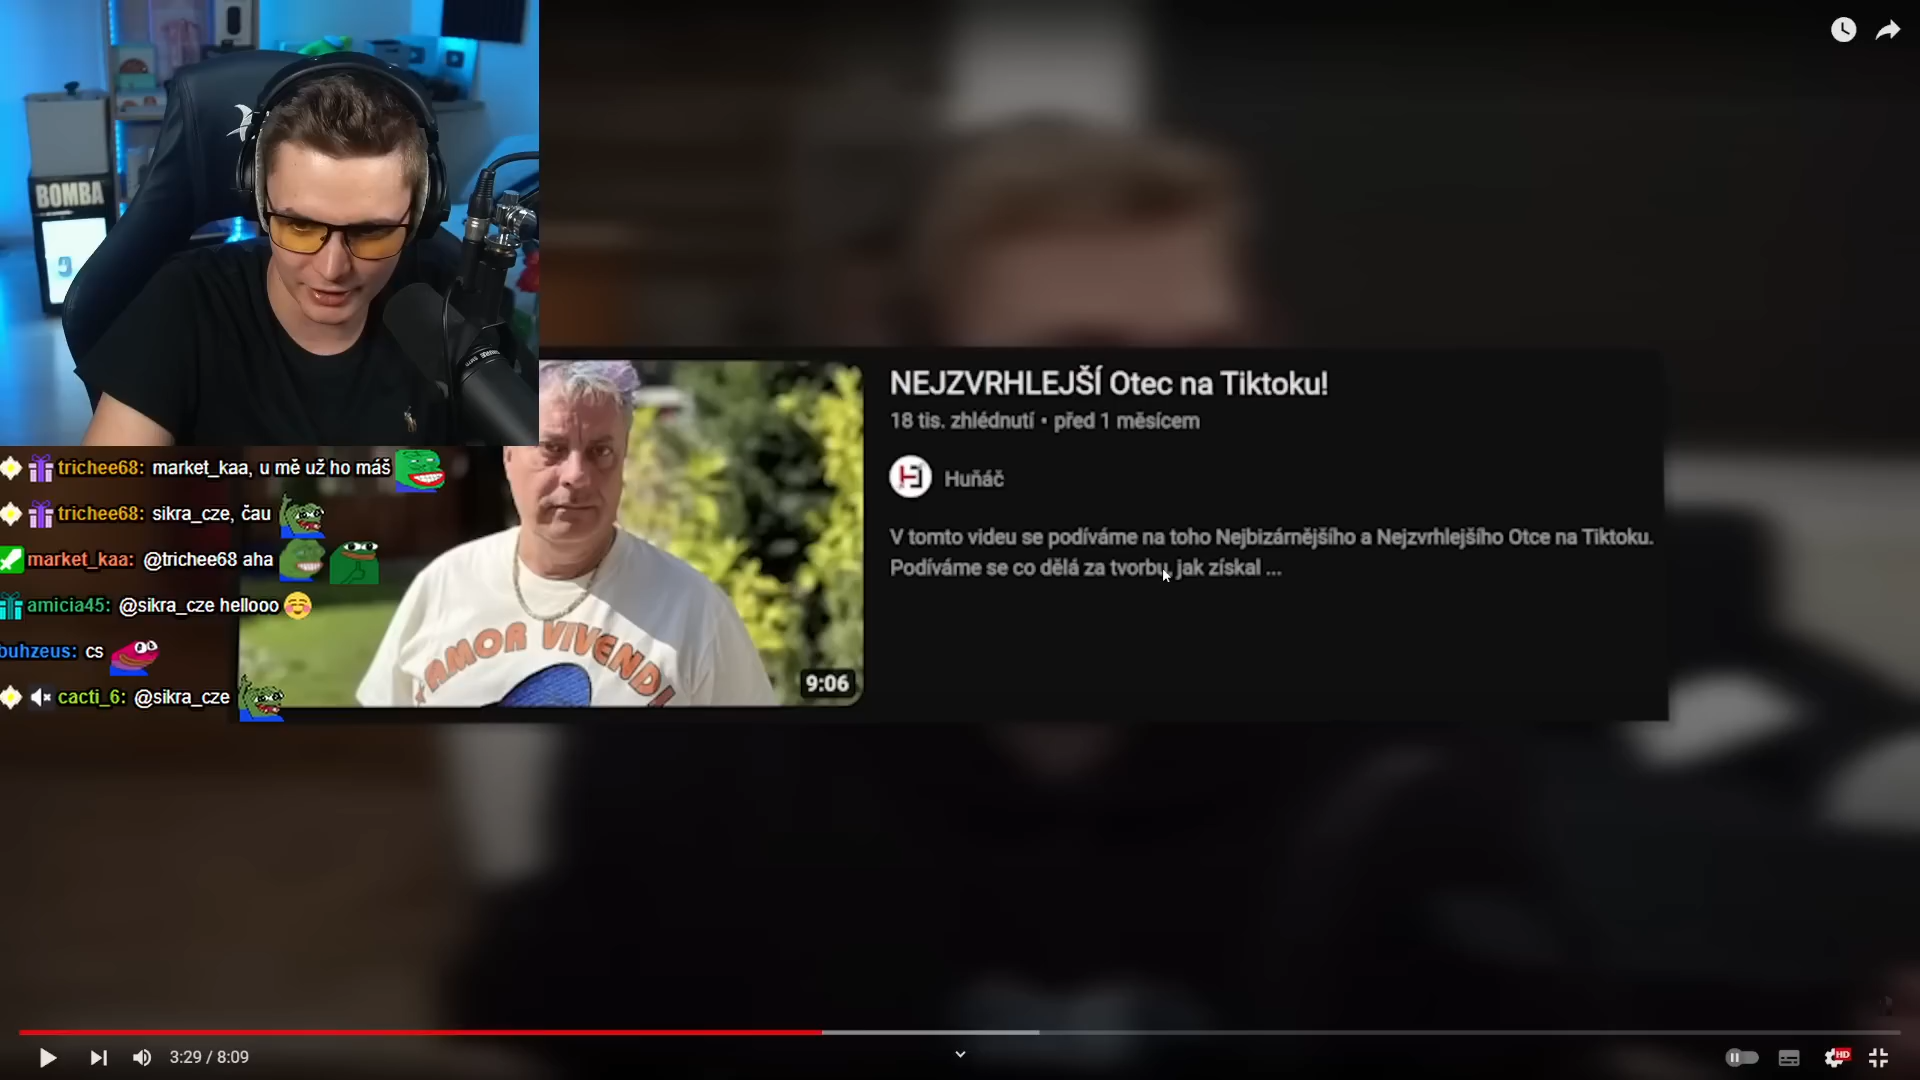 BOMBA
NEJZVRHLEJŠÍ Otec na Tiktoku!
18 tis. zhlédnutí • před 1 měsícem
Huňáč
V tomto videu se podíváme na toho Nejbizárnějšího a Nejzvrhlejšího Otce na Tiktoku.
Podíváme se co dělá za tvorbu, jak získal ...
trichee68: market_kaa, u mě už ho máš
trichee68: sikra_cze, čau
market_kaa: @trichee68 aha
amicia45: @sikra_cze hellooo
buhzeus: cs
cacti_6: @sikra_cze
AMOR VIVENDI
9:06
3:29 / 8:09
HD